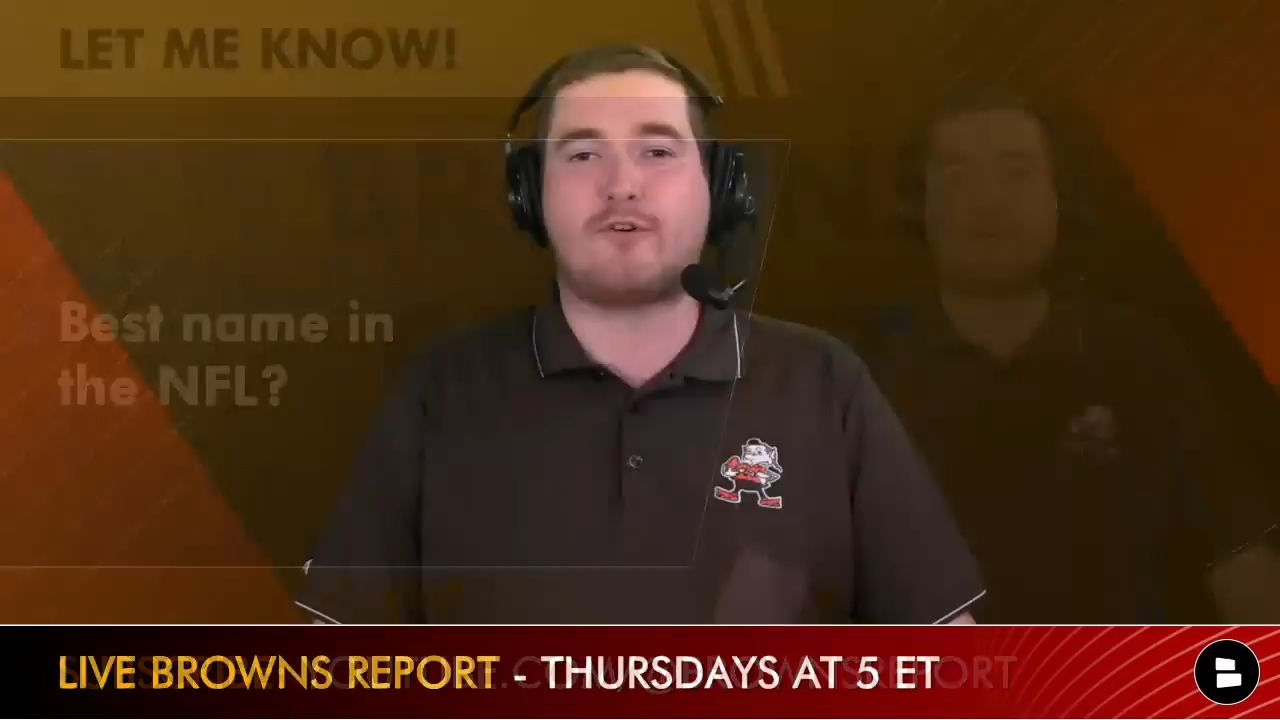 LET ME KNOW!
Best name in
the NFL?
LIVE BROWNS REPORT - THURSDAYS AT 5 ET